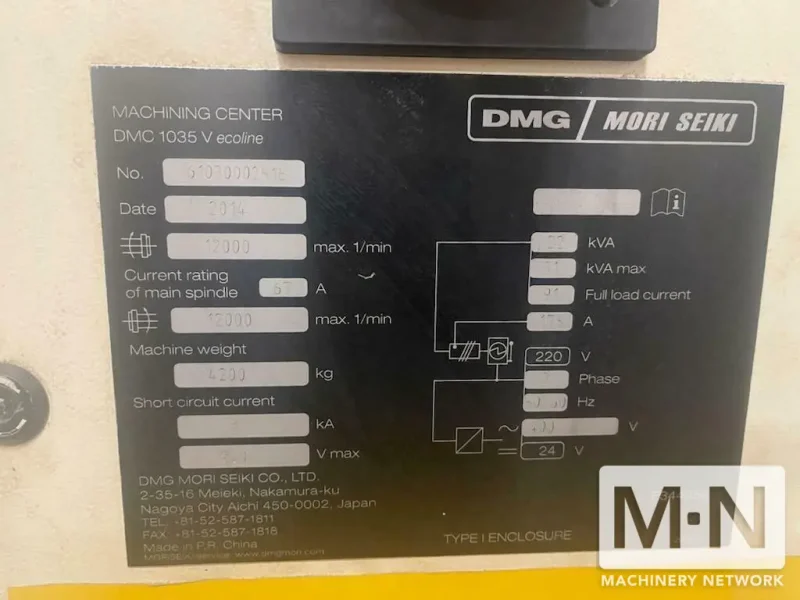 MACHINING CENTER
DMC 1035 V ecoline
DMG MORI SEIKI
No.
Date 2014
12000 max. 1/min
Current rating
of main spindle 67 A
12000 max. 1/min
Machine weight
4200 kg
Short circuit current
kA
V max
kVA
kVA max
Full load current
A
220 V
Phase
Hz
V
24 V
DMG MORI SEIKI CO., LTD.
2-35-16 Meieki, Nakamura-ku
Nagoya City Aichi 450-0002, Japan
TEL. +81-52-587-1811
FAX. +81-52-587-1818
Made in P.R. China
www.dmgmori.com
TYPE I ENCLOSURE
M·N
MACHINERY NETWORK